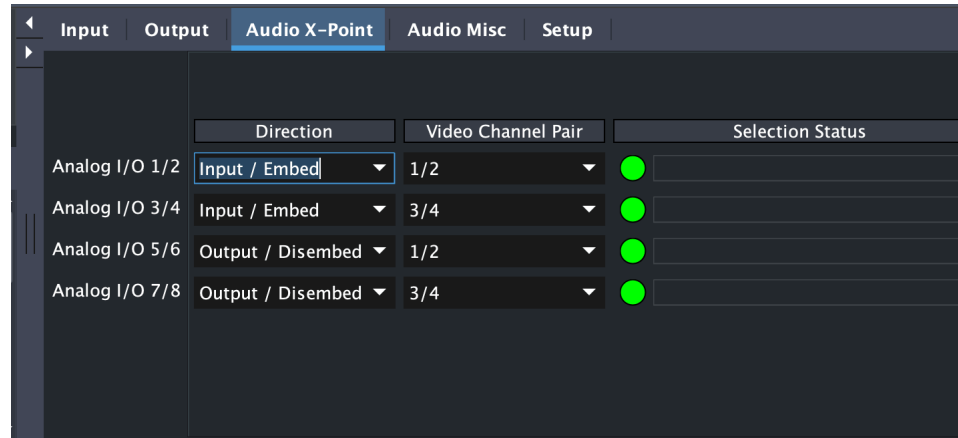 Input Output Audio X-Point Audio Misc Setup
Direction Video Channel Pair Selection Status
Analog I/O 1/2 Input / Embed 1/2
Analog I/O 3/4 Input / Embed 3/4
Analog I/O 5/6 Output / Disembed 1/2
Analog I/O 7/8 Output / Disembed 3/4